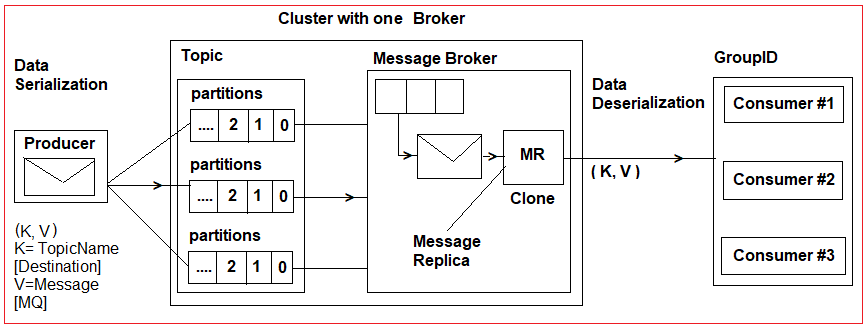 Cluster with one Broker
Data
Serialization
Producer
(K, V)
K= TopicName
[Destination]
V=Message
[MQ]
Topic
partitions
.... 2 1 0
partitions
.... 2 1 0
partitions
.... 2 1 0
Message Broker
MR
Clone
Message
Replica
Data
Deserialization
( K, V )
GroupID
Consumer #1
Consumer #2
Consumer #3